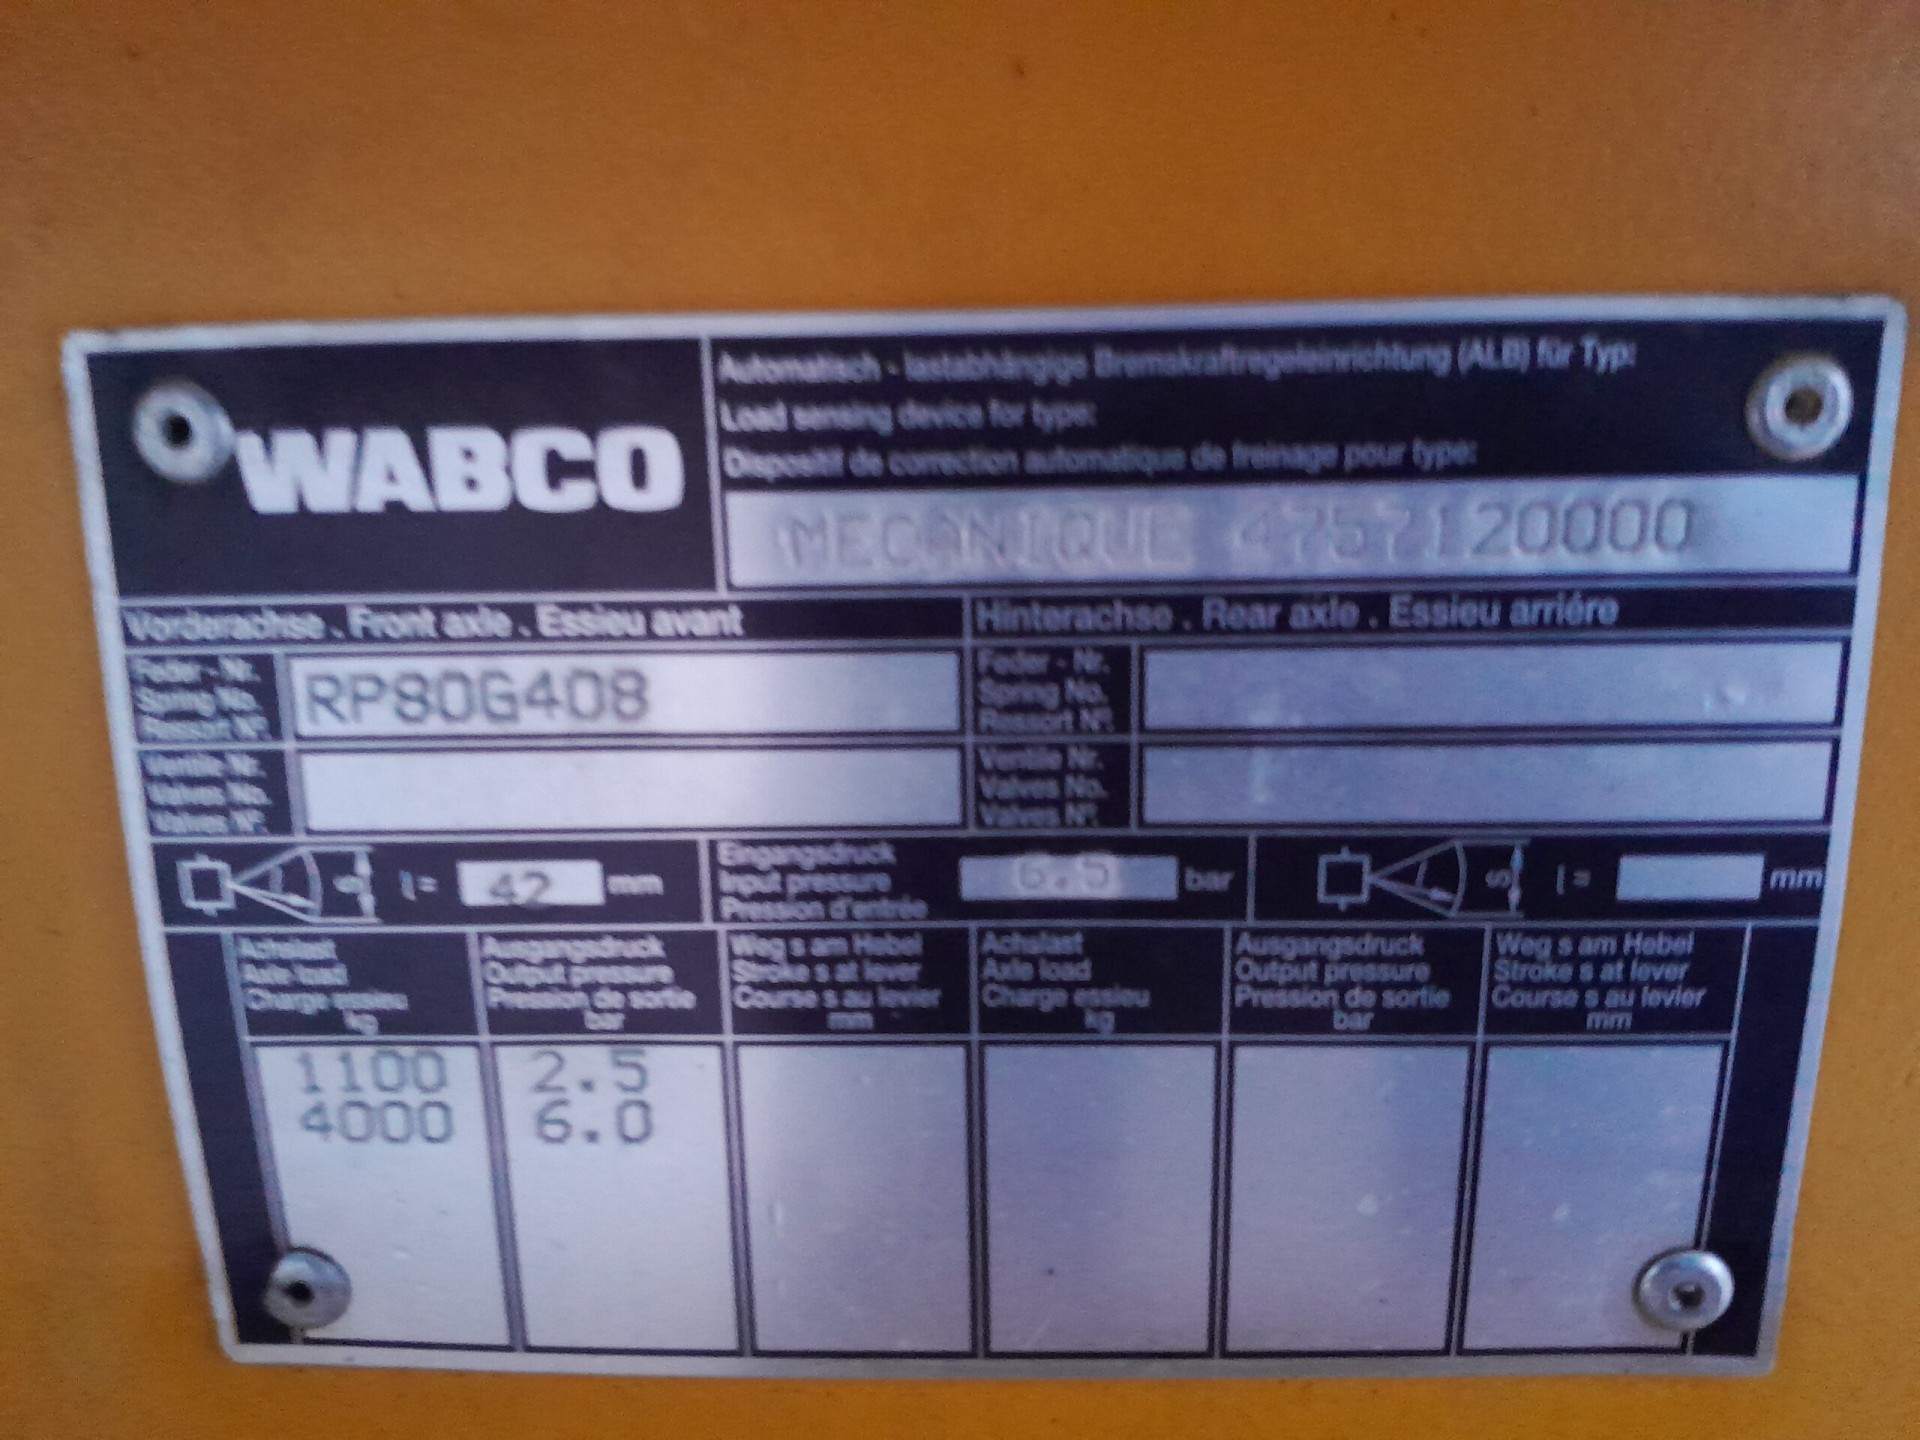 WABCO
Automatisch - lastabhängige Bremskraftregeleinrichtung (ALB) für Typ:
Load sensing device for type:
Dispositif de correction automatique de freinage pour type:
MECANIQUE 4757120000
Vorderachse . Front axle . Essieu avant
Hinterachse . Rear axle . Essieu arriére
Feder - Nr.
Spring No.
Ressort Nº.
RP80G408
Feder - Nr.
Spring No.
Ressort Nº.
Ventile Nr.
Valves No.
Valves Nº.
Ventile Nr.
Valves No.
Valves Nº.
s l = 42 mm
Eingangsdruck
Input pressure
Pression d'entrée
6.5 bar
s l = mm
Achslast
Axle load
Charge essieu
kg
Ausgangsdruck
Output pressure
Pression de sortie
bar
Weg s am Hebel
Stroke s at lever
Course s au levier
mm
Achslast
Axle load
Charge essieu
kg
Ausgangsdruck
Output pressure
Pression de sortie
bar
Weg s am Hebel
Stroke s at lever
Course s au levier
mm
1100 2.5
4000 6.0